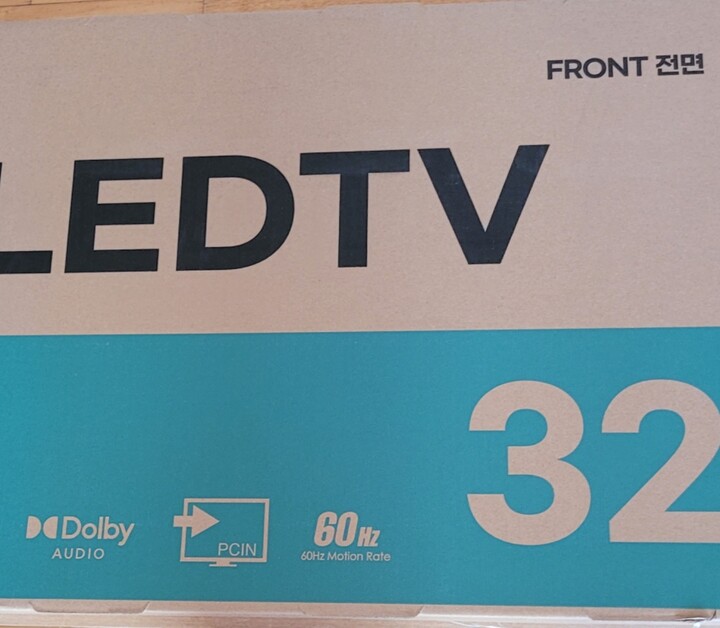 FRONT 전면
LEDTV
32
Dolby
AUDIO
PCIN
60Hz
60Hz Motion Rate